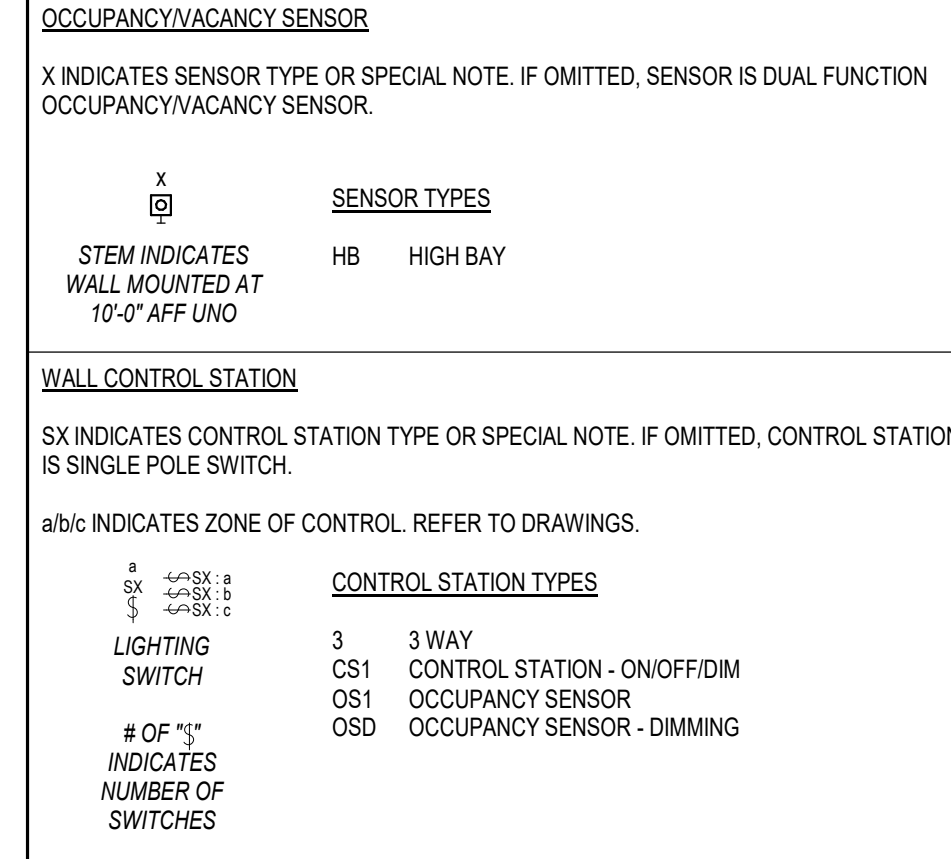 OCCUPANCY/VACANCY SENSOR
X INDICATES SENSOR TYPE OR SPECIAL NOTE. IF OMITTED, SENSOR IS DUAL FUNCTION
OCCUPANCY/VACANCY SENSOR.
X
STEM INDICATES
WALL MOUNTED AT
10'-0" AFF UNO
SENSOR TYPES
HB HIGH BAY
WALL CONTROL STATION
SX INDICATES CONTROL STATION TYPE OR SPECIAL NOTE. IF OMITTED, CONTROL STATION
IS SINGLE POLE SWITCH.
a/b/c INDICATES ZONE OF CONTROL. REFER TO DRAWINGS.
a
SX
$
$SX : a
$SX : b
$SX : c
LIGHTING
SWITCH
# OF "$"
INDICATES
NUMBER OF
SWITCHES
CONTROL STATION TYPES
3 3 WAY
CS1 CONTROL STATION - ON/OFF/DIM
OS1 OCCUPANCY SENSOR
OSD OCCUPANCY SENSOR - DIMMING